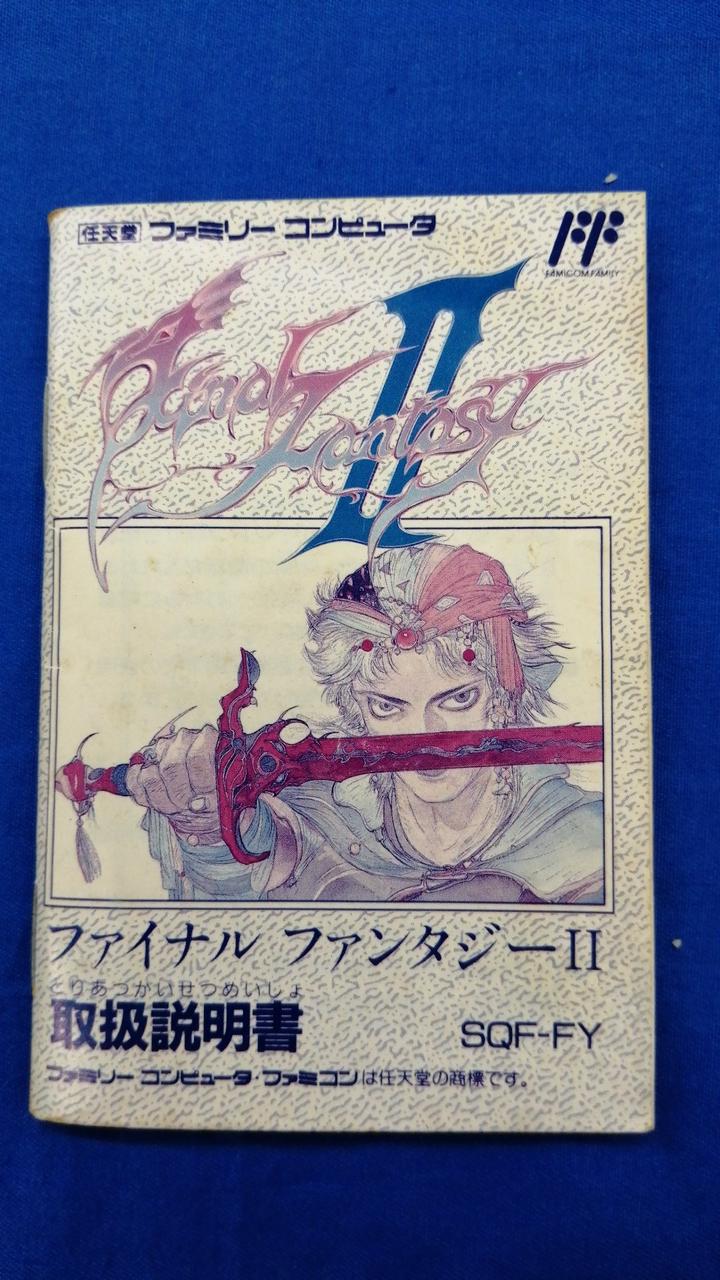 任天堂 ファミリー コンピュータ
FAMICOM FAMILY
Final Fantasy II
ファイナル ファンタジーII
とりあつかいせつめいしょ
取扱説明書
SQF-FY
ファミリー コンピュータ・ファミコンは任天堂の商標です。